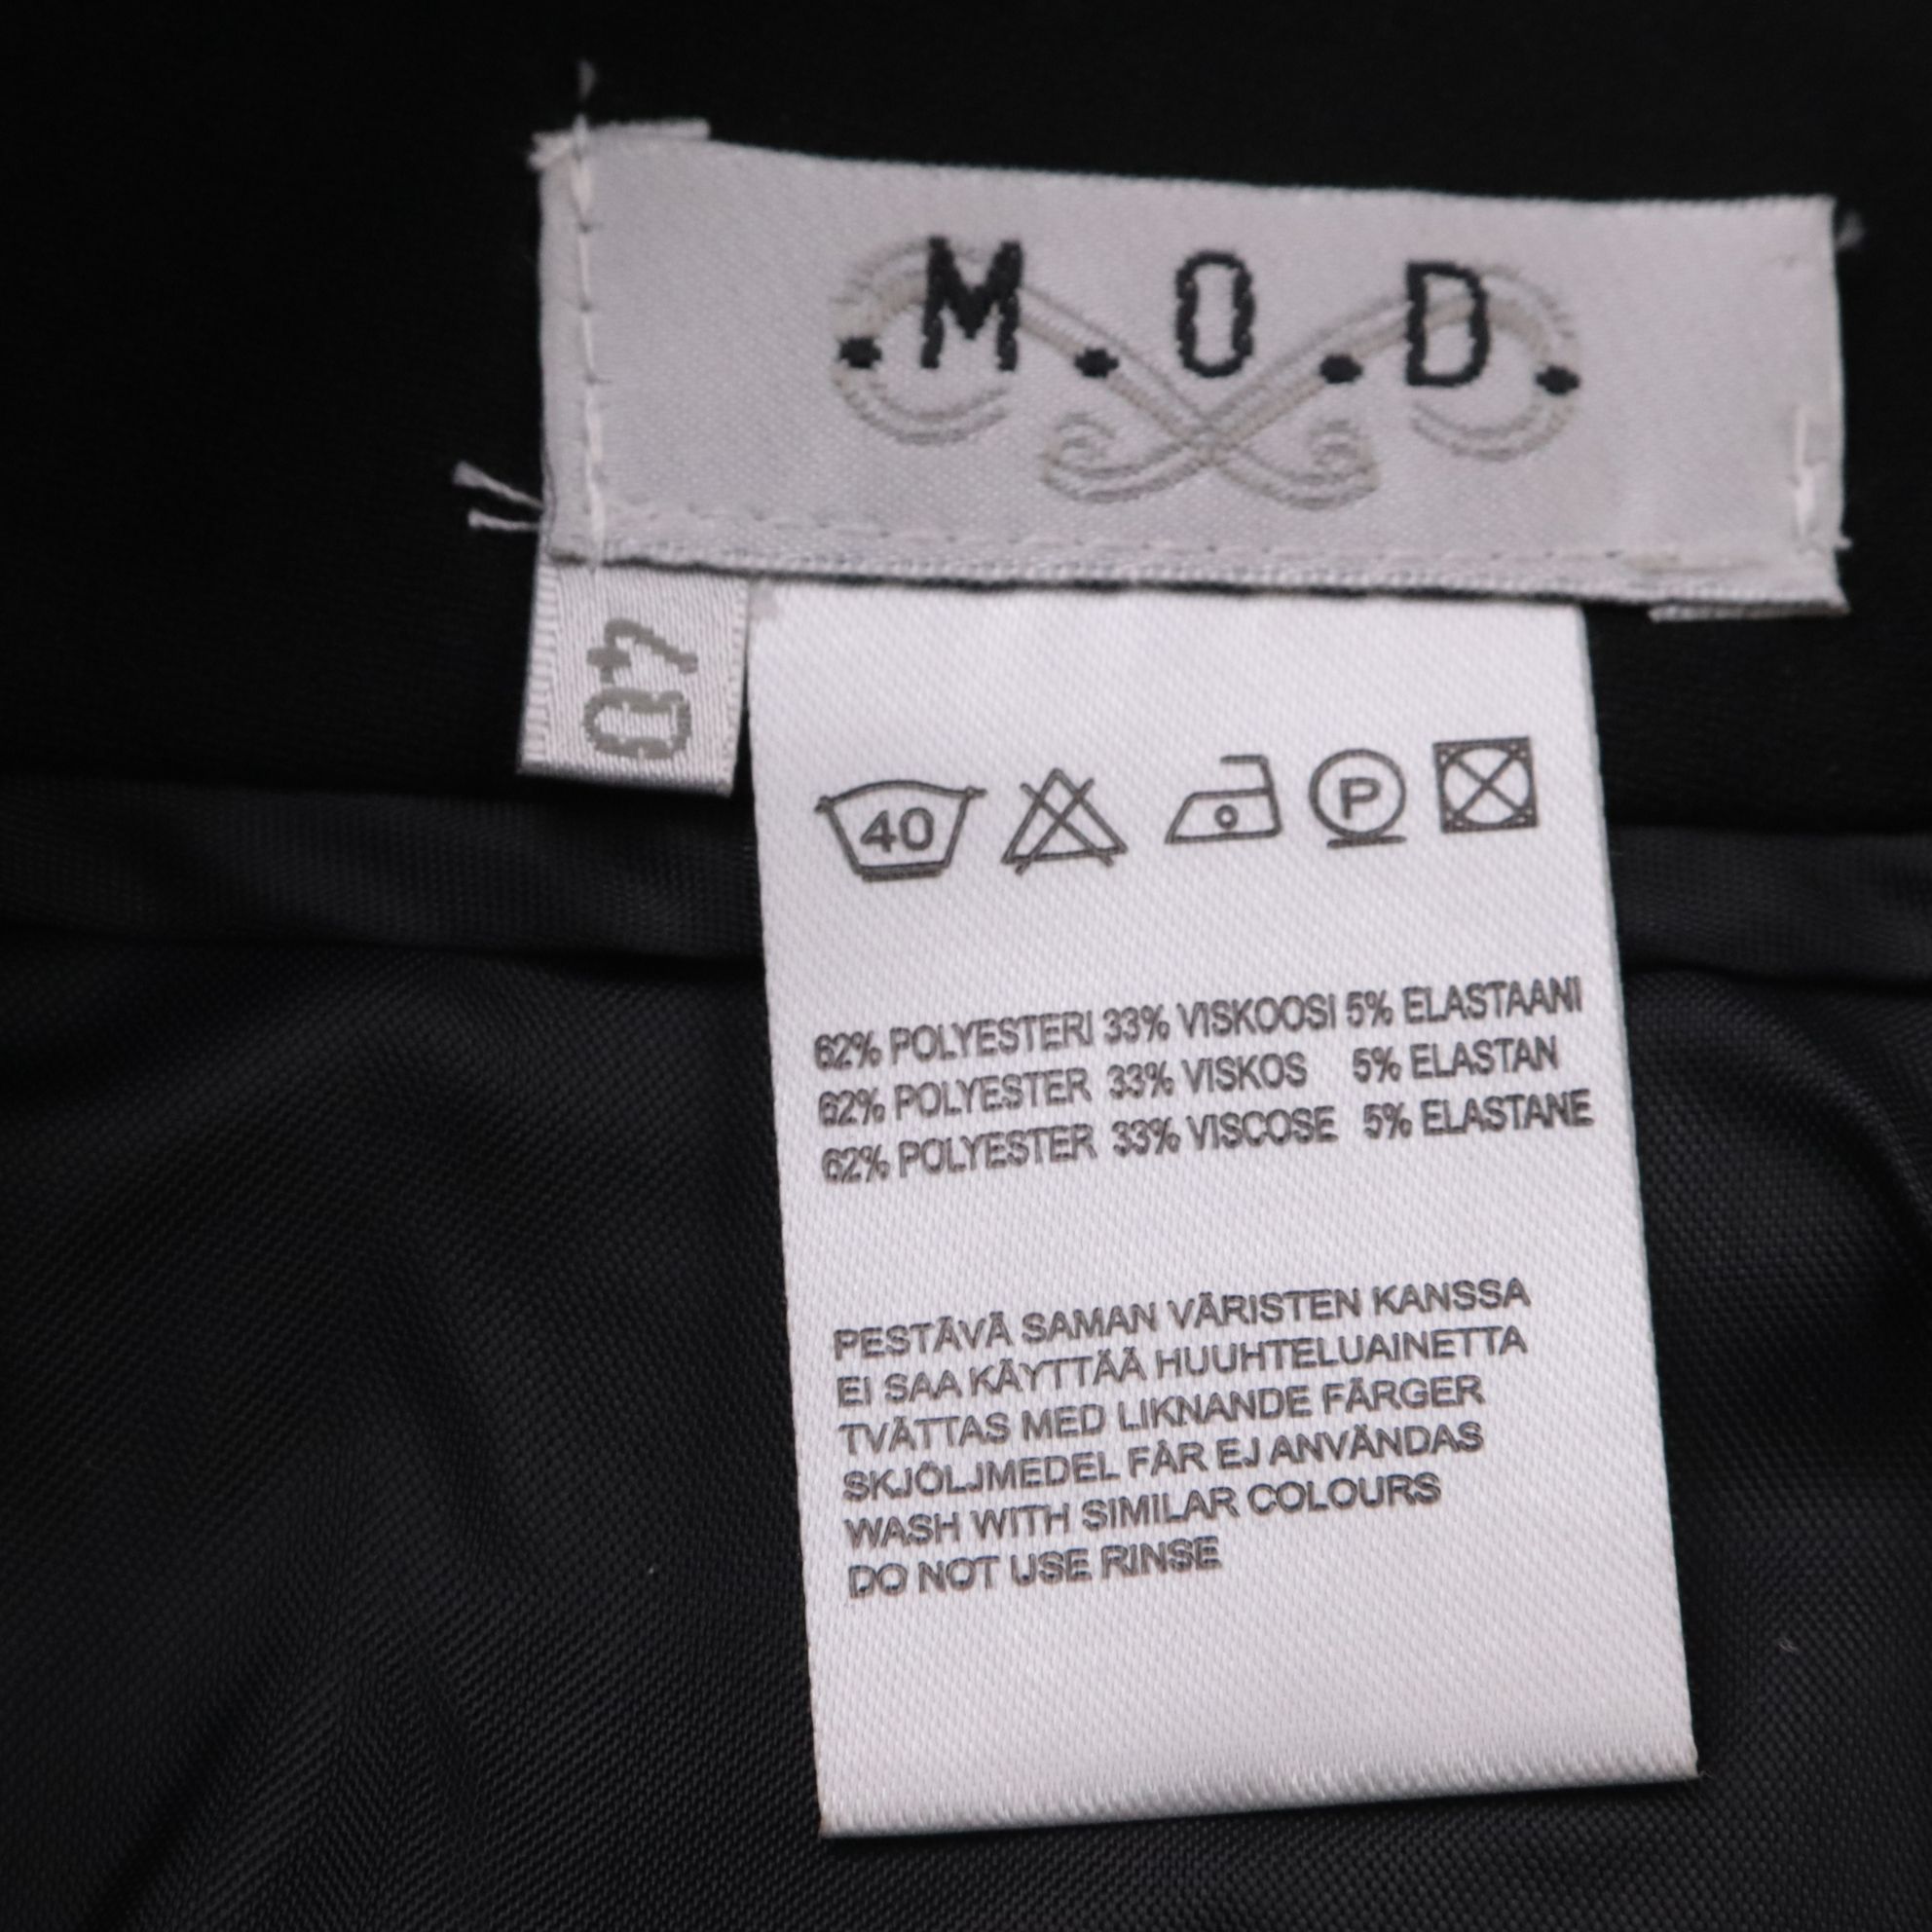 .M.O.D.
40
40
P
62% POLYESTERI 33% VISKOOSI 5% ELASTAANI
62% POLYESTER 33% VISKOS 5% ELASTAN
62% POLYESTER 33% VISCOSE 5% ELASTANE
PESTÄVÄ SAMAN VÄRISTEN KANSSA
EI SAA KÄYTTÄÄ HUUHTELUAINETTA
TVÄTTAS MED LIKNANDE FÄRGER
SKJÖLJMEDEL FÅR EJ ANVÄNDAS
WASH WITH SIMILAR COLOURS
DO NOT USE RINSE